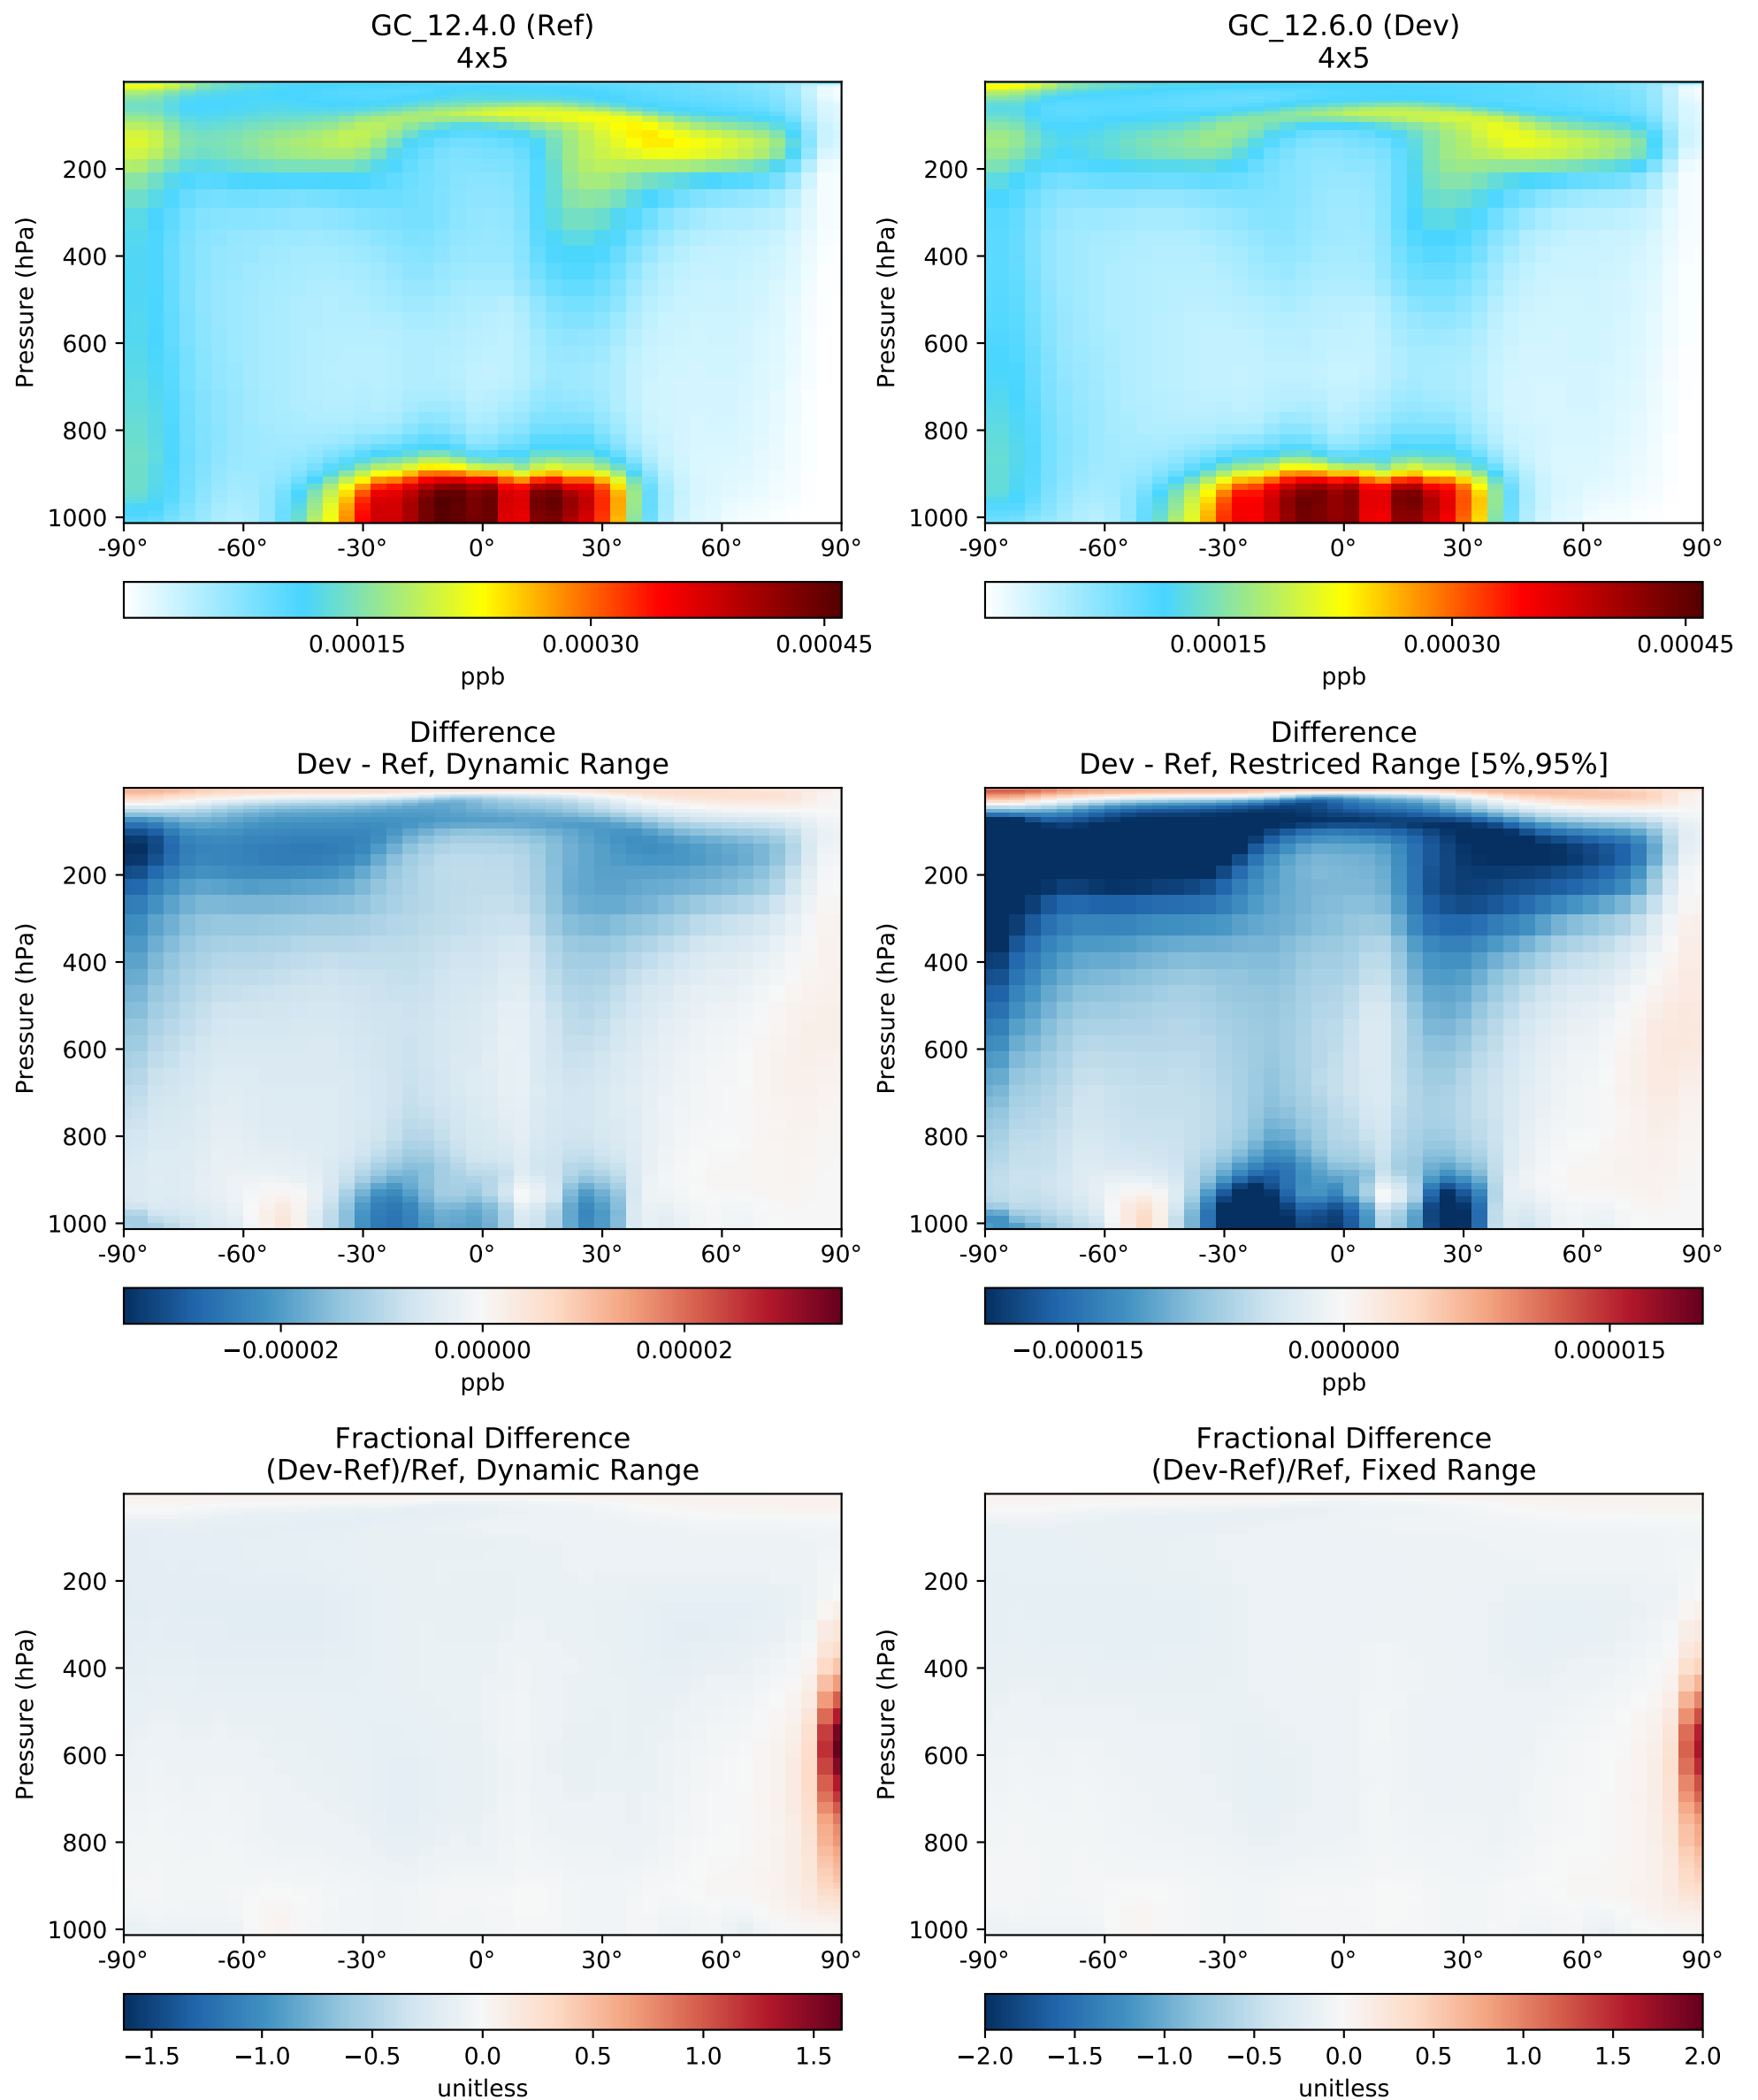 GC_12.4.0 (Ref)
4x5
GC_12.6.0 (Dev)
4x5
Pressure (hPa)
200
400
600
800
1000
-90° -60° -30° 0° 30° 60° 90°
0.00015 0.00030 0.00045
ppb
Pressure (hPa)
200
400
600
800
1000
-90° -60° -30° 0° 30° 60° 90°
0.00015 0.00030 0.00045
ppb
Difference
Dev - Ref, Dynamic Range
Difference
Dev - Ref, Restriced Range [5%,95%]
Pressure (hPa)
200
400
600
800
1000
-90° -60° -30° 0° 30° 60° 90°
−0.00002 0.00000 0.00002
ppb
Pressure (hPa)
200
400
600
800
1000
-90° -60° -30° 0° 30° 60° 90°
−0.000015 0.000000 0.000015
ppb
Fractional Difference
(Dev-Ref)/Ref, Dynamic Range
Fractional Difference
(Dev-Ref)/Ref, Fixed Range
Pressure (hPa)
200
400
600
800
1000
-90° -60° -30° 0° 30° 60° 90°
−1.5 −1.0 −0.5 0.0 0.5 1.0 1.5
unitless
Pressure (hPa)
200
400
600
800
1000
-90° -60° -30° 0° 30° 60° 90°
−2.0 −1.5 −1.0 −0.5 0.0 0.5 1.0 1.5 2.0
unitless